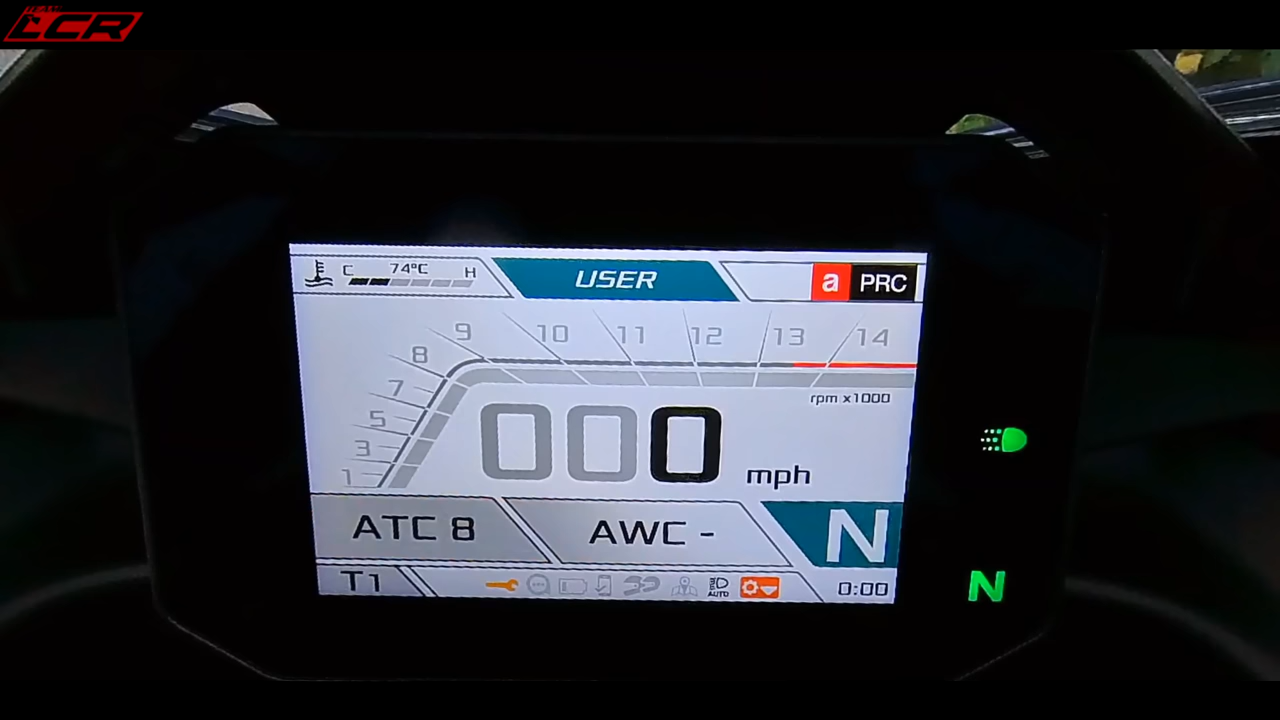 LCR
C 74°C H
USER
a PRC
9 10 11 12 13 14
8
7
5
3
1
rpm x1000
000 mph
ATC 8
AWC -
N
T1
AUTO
0:00
N